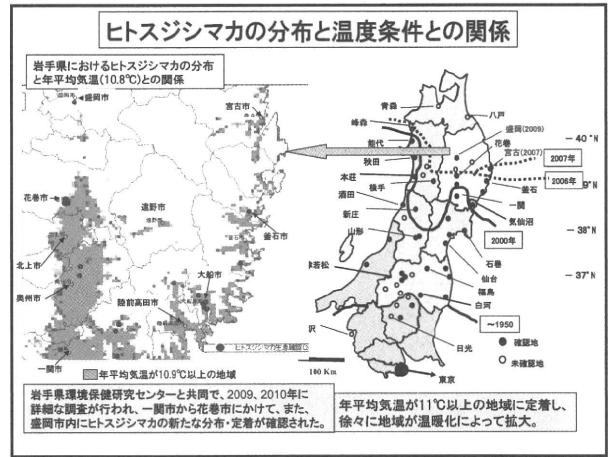 ヒトスジシマカの分布と温度条件との関係
岩手県におけるヒトスジシマカの分布
と年平均気温(10.8℃)との関係
盛岡市
盛岡市
宮古市
花巻市
遠野市
遠野市
釜石市
釜石市
北上市
奥州市
大船市
陸前高田市
一関市
年平均気温が10.9℃以上の地域
岩手県環境保健研究センターと共同で、2009、2010年に
詳細な調査が行われ、一関市から花巻市にかけて、また、
盛岡市内にヒトスジシマカの新たな分布・定着が確認された。
青森
八戸
峰森
能代
盛岡(2009)
40°N
花巻
秋田
宮古(2007)
2007年
本荘
横手
釜石
2006年
9°N
酒田
一関
新庄
気仙沼
山形
2000年
38°N
石巻
若松
仙台
37°N
福島
白河
沢
~1950
日光
確認地
未確認地
100 Km
東京
年平均気温が11℃以上の地域に定着し、
徐々に地域が温暖化によって拡大。